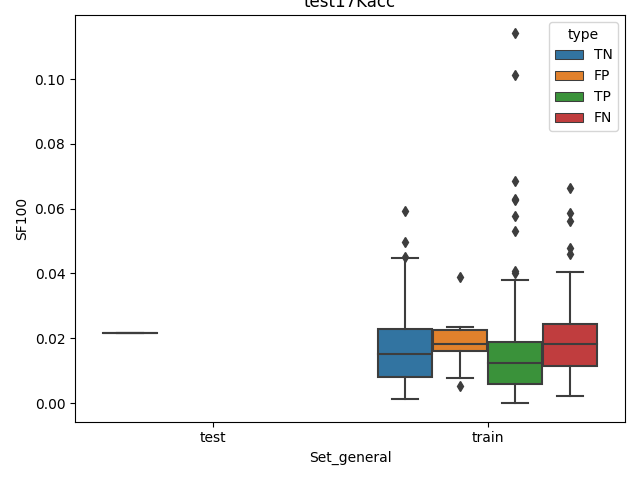 test17Kacc
type
TN
FP
TP
FN
0.10
0.08
0.06
0.04
0.02
0.00
SF100
test
train
Set_general